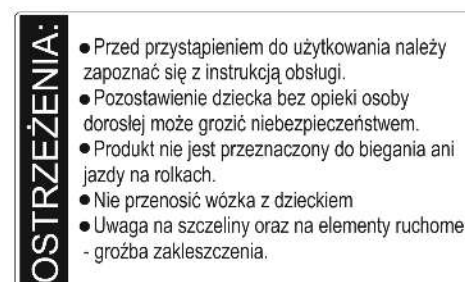 OSTRZEŻENIA:
● Przed przystąpieniem do użytkowania należy
zapoznać się z instrukcją obsługi.
● Pozostawienie dziecka bez opieki osoby
dorosłej może grozić niebezpieczeństwem.
● Produkt nie jest przeznaczony do biegania ani
jazdy na rolkach.
● Nie przenosić wózka z dzieckiem
● Uwaga na szczeliny oraz na elementy ruchome
- groźba zakleszczenia.